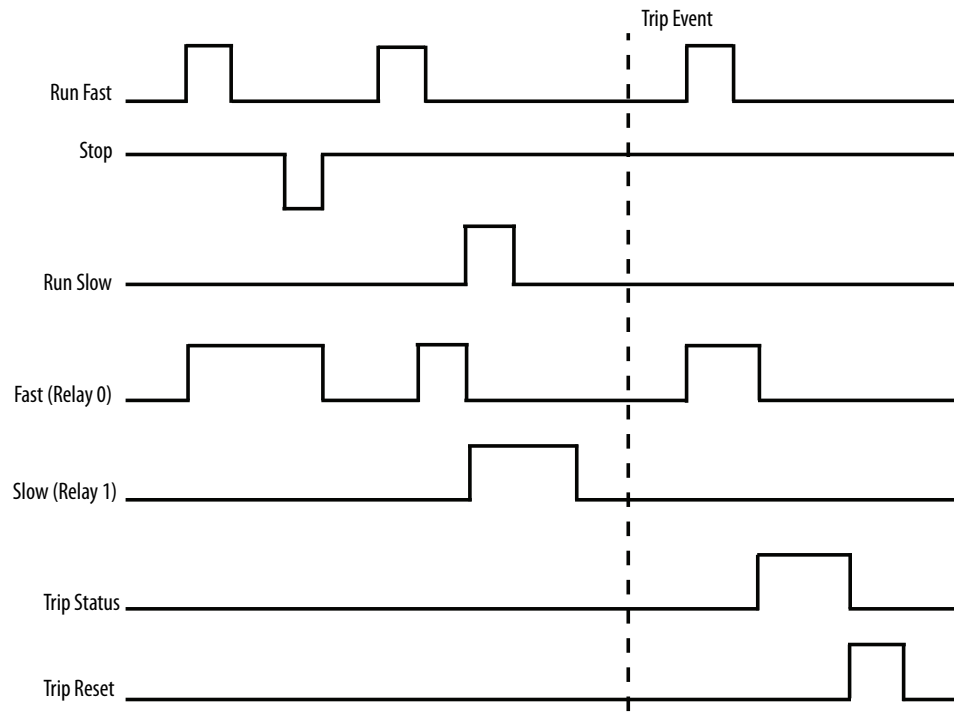 Trip Event
Run Fast
Stop
Run Slow
Fast (Relay 0)
Slow (Relay 1)
Trip Status
Trip Reset